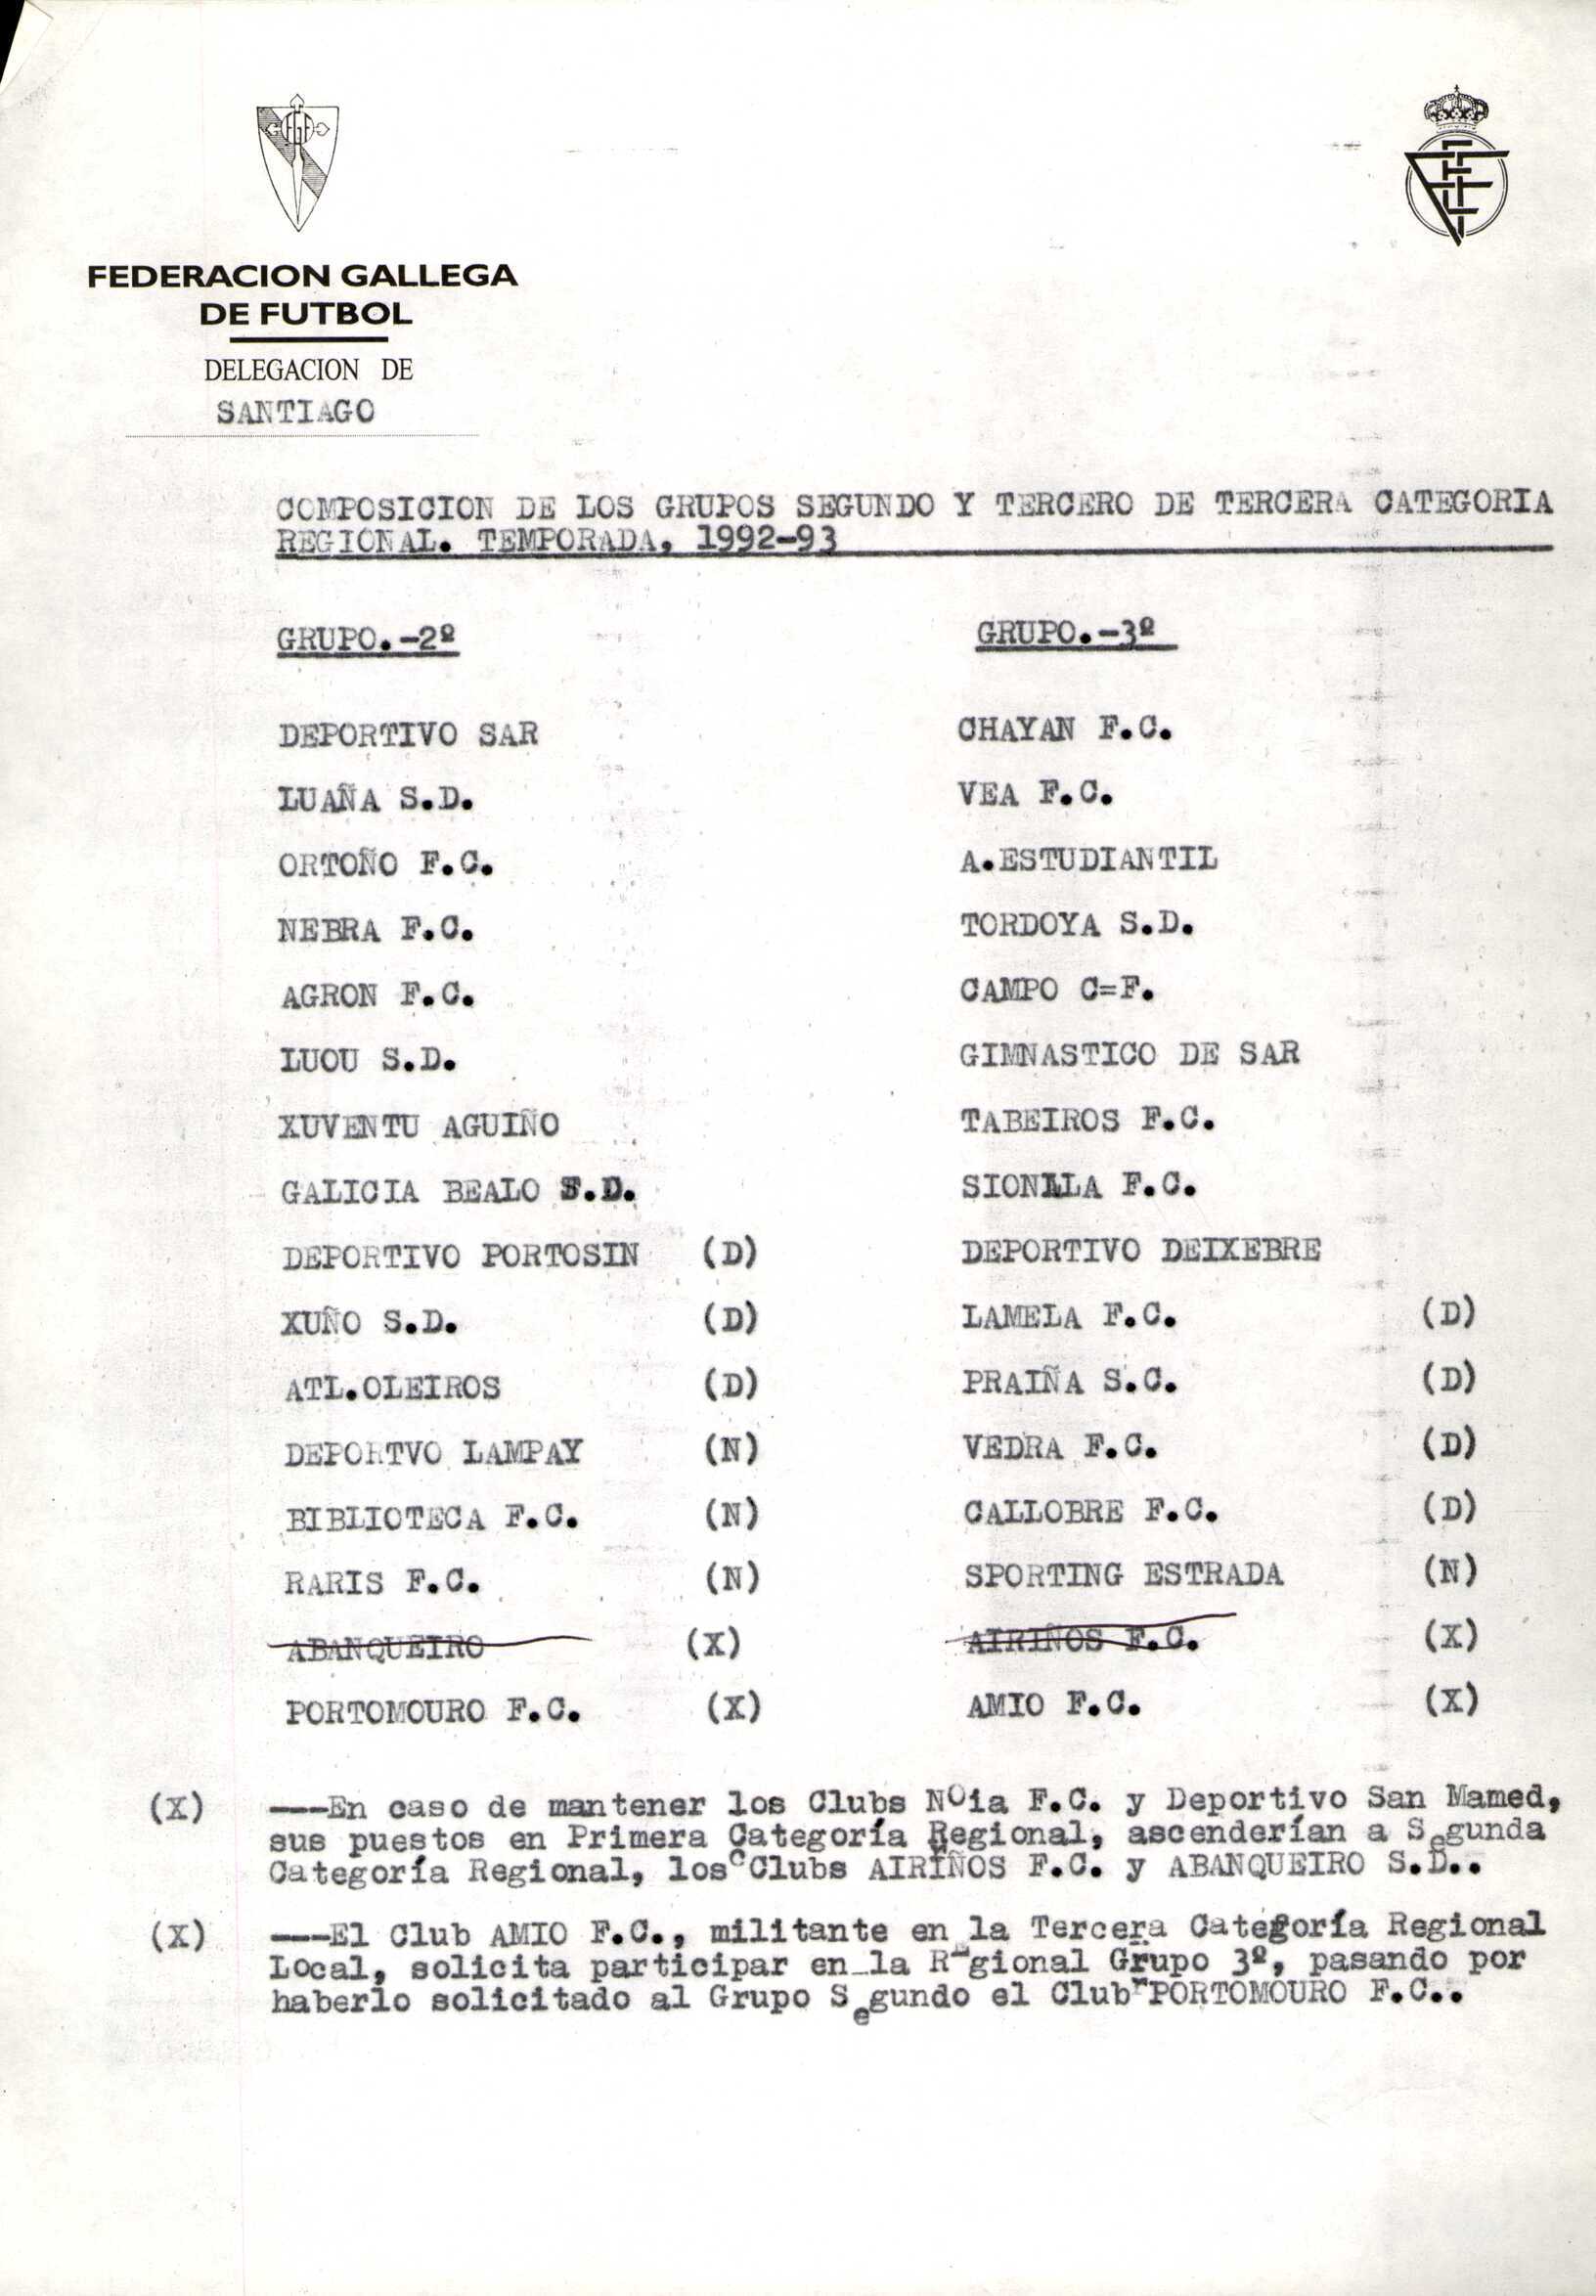 FEDERACION GALLEGA
DE FUTBOL
DELEGACION DE
SANTIAGO
COMPOSICION DE LOS GRUPOS SEGUNDO Y TERCERO DE TERCERA CATEGORIA
REGIONAL. TEMPORADA, 1992-93
GRUPO.-2º
DEPORTIVO SAR
LUAÑA S.D.
ORTOÑO F.C.
NEBRA F.C.
AGRON F.C.
LUOU S.D.
XUVENTU AGUIÑO
GALICIA BEALO S.D.
DEPORTIVO PORTOSIN (D)
XUÑO S.D. (D)
ATL.OLEIROS (D)
DEPORTVO LAMPAY (N)
BIBLIOTECA F.C. (N)
RARIS F.C. (N)
ABANQUEIRO (X)
PORTOMOURO F.C. (X)
GRUPO.-3º
CHAYAN F.C.
VEA F.C.
A.ESTUDIANTIL
TORDOYA S.D.
CAMPO C=F.
GIMNASTICO DE SAR
TABEIROS F.C.
SIONLLA F.C.
DEPORTIVO DEIXEBRE
LAMELA F.C. (D)
PRAIÑA S.C. (D)
VEDRA F.C. (D)
CALLOBRE F.C. (D)
SPORTING ESTRADA (N)
AIRIÑOS F.C. (X)
AMIO F.C. (X)
(X) ---En caso de mantener los Clubs Noia F.C. y Deportivo San Mamed,
sus puestos en Primera Categoría Regional, ascenderían a Segunda
Categoría Regional, los Clubs AIRIÑOS F.C. y ABANQUEIRO S.D..
(X) ---El Club AMIO F.C., militante en la Tercera Categoría Regional
Local, solicita participar en la Regional Grupo 3º, pasando por
haberlo solicitado al Grupo Segundo el Club PORTOMOURO F.C..